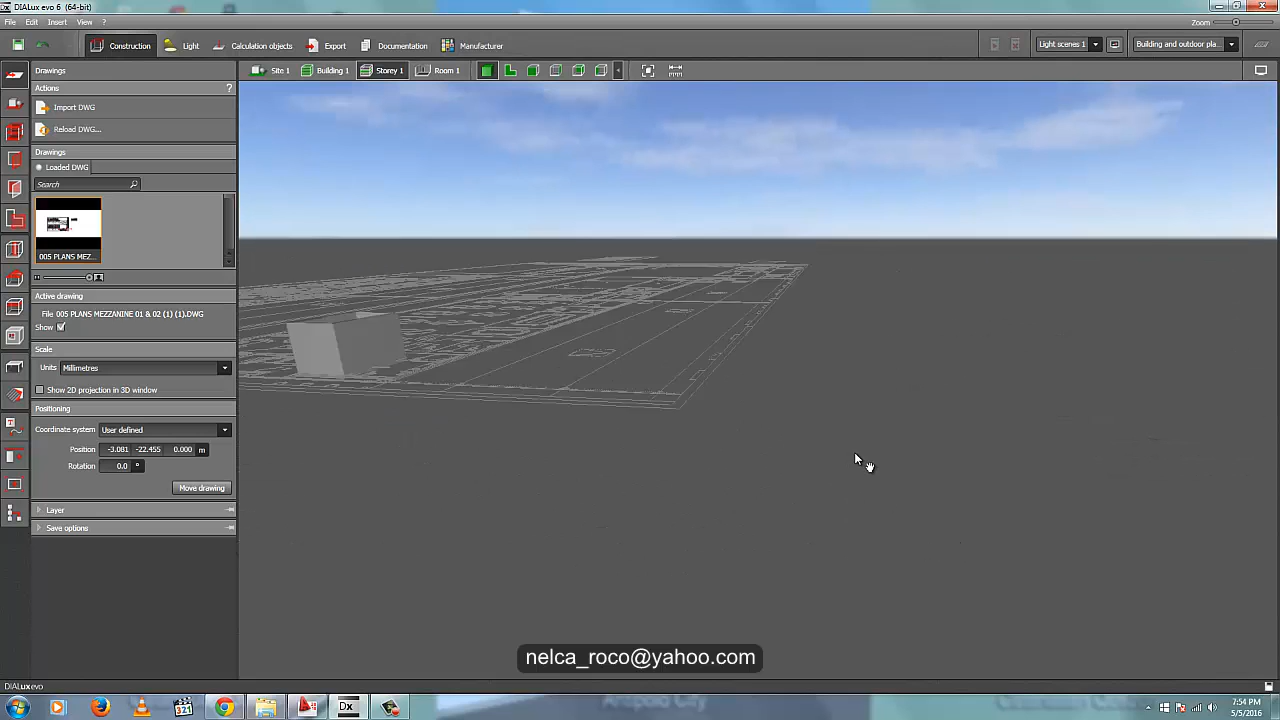 DIALux evo 6 (64-bit)
File Edit Insert View ?
Zoom
Construction Light Calculation objects Export Documentation Manufacturer
Light scenes 1 Building and outdoor pla...
Drawings
Site 1 Building 1 Storey 1 Room 1
Actions ?
Import DWG
Reload DWG...
Drawings
Loaded DWG
Search
005 PLANS MEZ...
Active drawing
File 005 PLANS MEZZANINE 01 & 02 (1) (1).DWG
Show
Scale
Units Millimetres
Show 2D projection in 3D window
Positioning
Coordinate system User defined
Position -3.081 -22.455 0.000 m
Rotation 0.0 °
Move drawing
Layer
Save options
nelca_roco@yahoo.com
DIALux evo
Dx
321
7:54 PM
5/5/2016